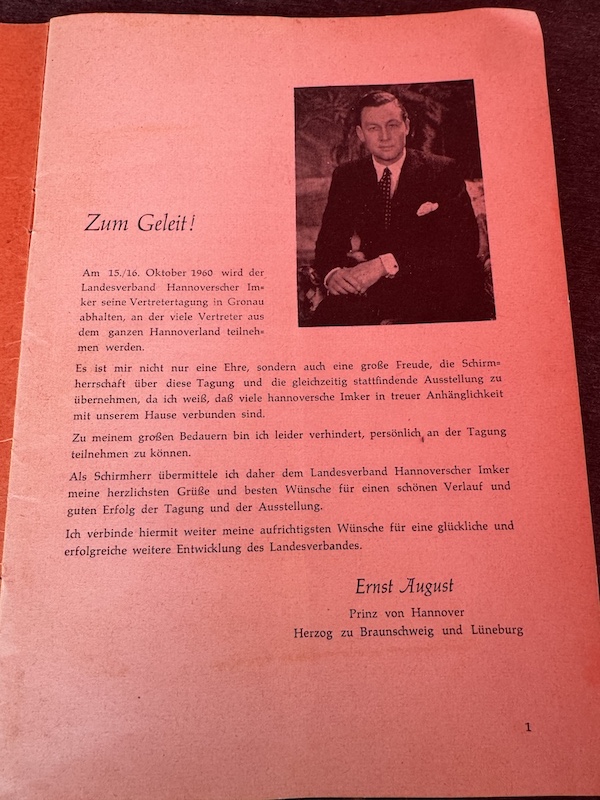 Zum Geleit!
Am 15./16. Oktober 1960 wird der
Landesverband Hannoverscher Im=
ker seine Vertretertagung in Gronau
abhalten, an der viele Vertreter aus
dem ganzen Hannoverland teilneh=
men werden.
Es ist mir nicht nur eine Ehre, sondern auch eine große Freude, die Schirm=
herrschaft über diese Tagung und die gleichzeitig stattfindende Ausstellung zu
übernehmen, da ich weiß, daß viele hannoversche Imker in treuer Anhänglichkeit
mit unserem Hause verbunden sind.
Zu meinem großen Bedauern bin ich leider verhindert, persönlich an der Tagung
teilnehmen zu können.
Als Schirmherr übermittele ich daher dem Landesverband Hannoverscher Imker
meine herzlichsten Grüße und besten Wünsche für einen schönen Verlauf und
guten Erfolg der Tagung und der Ausstellung.
Ich verbinde hiermit weiter meine aufrichtigsten Wünsche für eine glückliche und
erfolgreiche weitere Entwicklung des Landesverbandes.
Ernst August
Prinz von Hannover
Herzog zu Braunschweig und Lüneburg
1